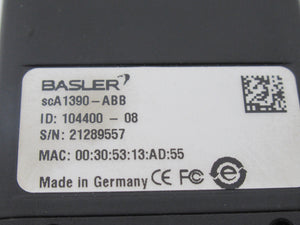 BASLER
scA1390-ABB
ID: 104400 - 08
S/N: 21289557
MAC: 00:30:53:13:AD:55
Made in Germany CE FC